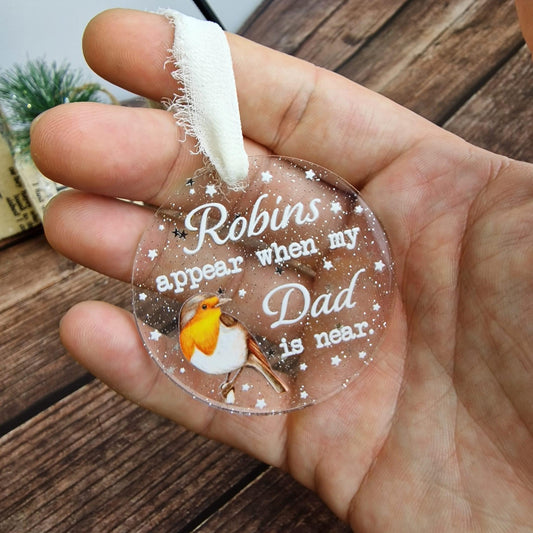 Robins
appear when my
Dad
is near.